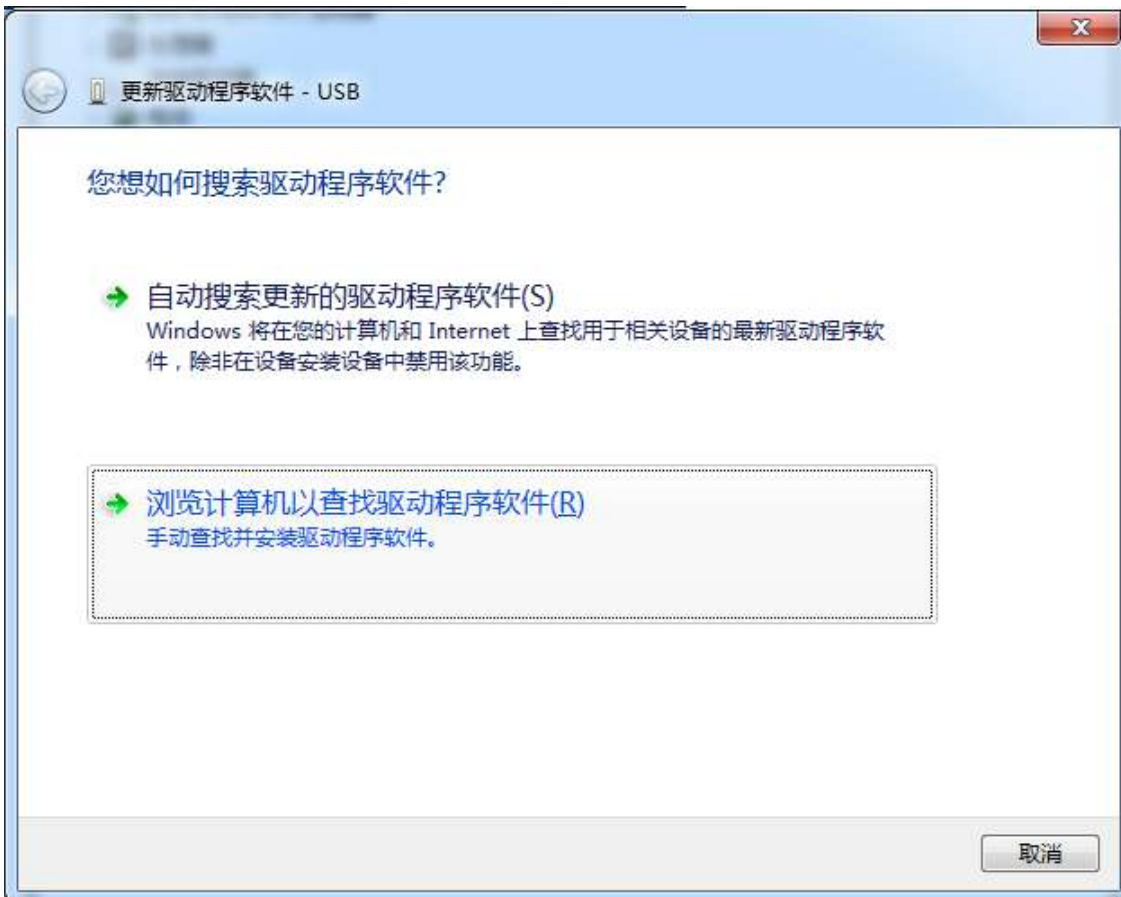 更新驱动程序软件 - USB
您想如何搜索驱动程序软件?
自动搜索更新的驱动程序软件(S)
Windows 将在您的计算机和 Internet 上查找用于相关设备的最新驱动程序软
件，除非在设备安装设备中禁用该功能。
浏览计算机以查找驱动程序软件(R)
手动查找并安装驱动程序软件。
取消